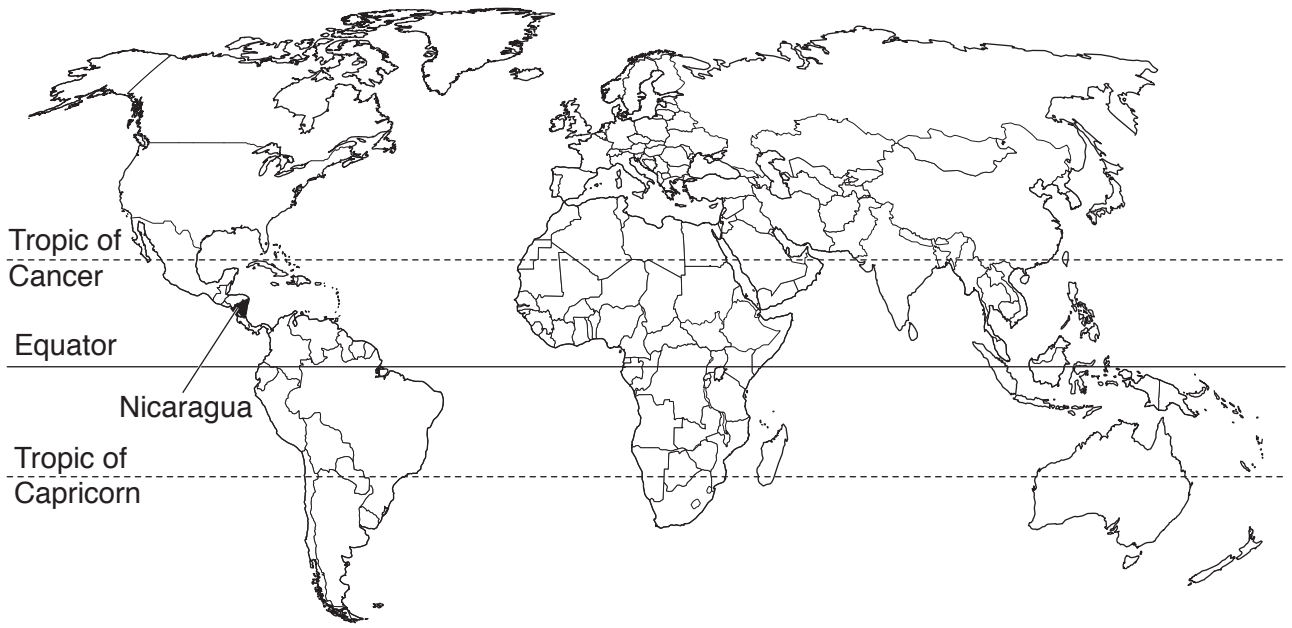 Tropic of
Cancer
Equator
Nicaragua
Tropic of
Capricorn